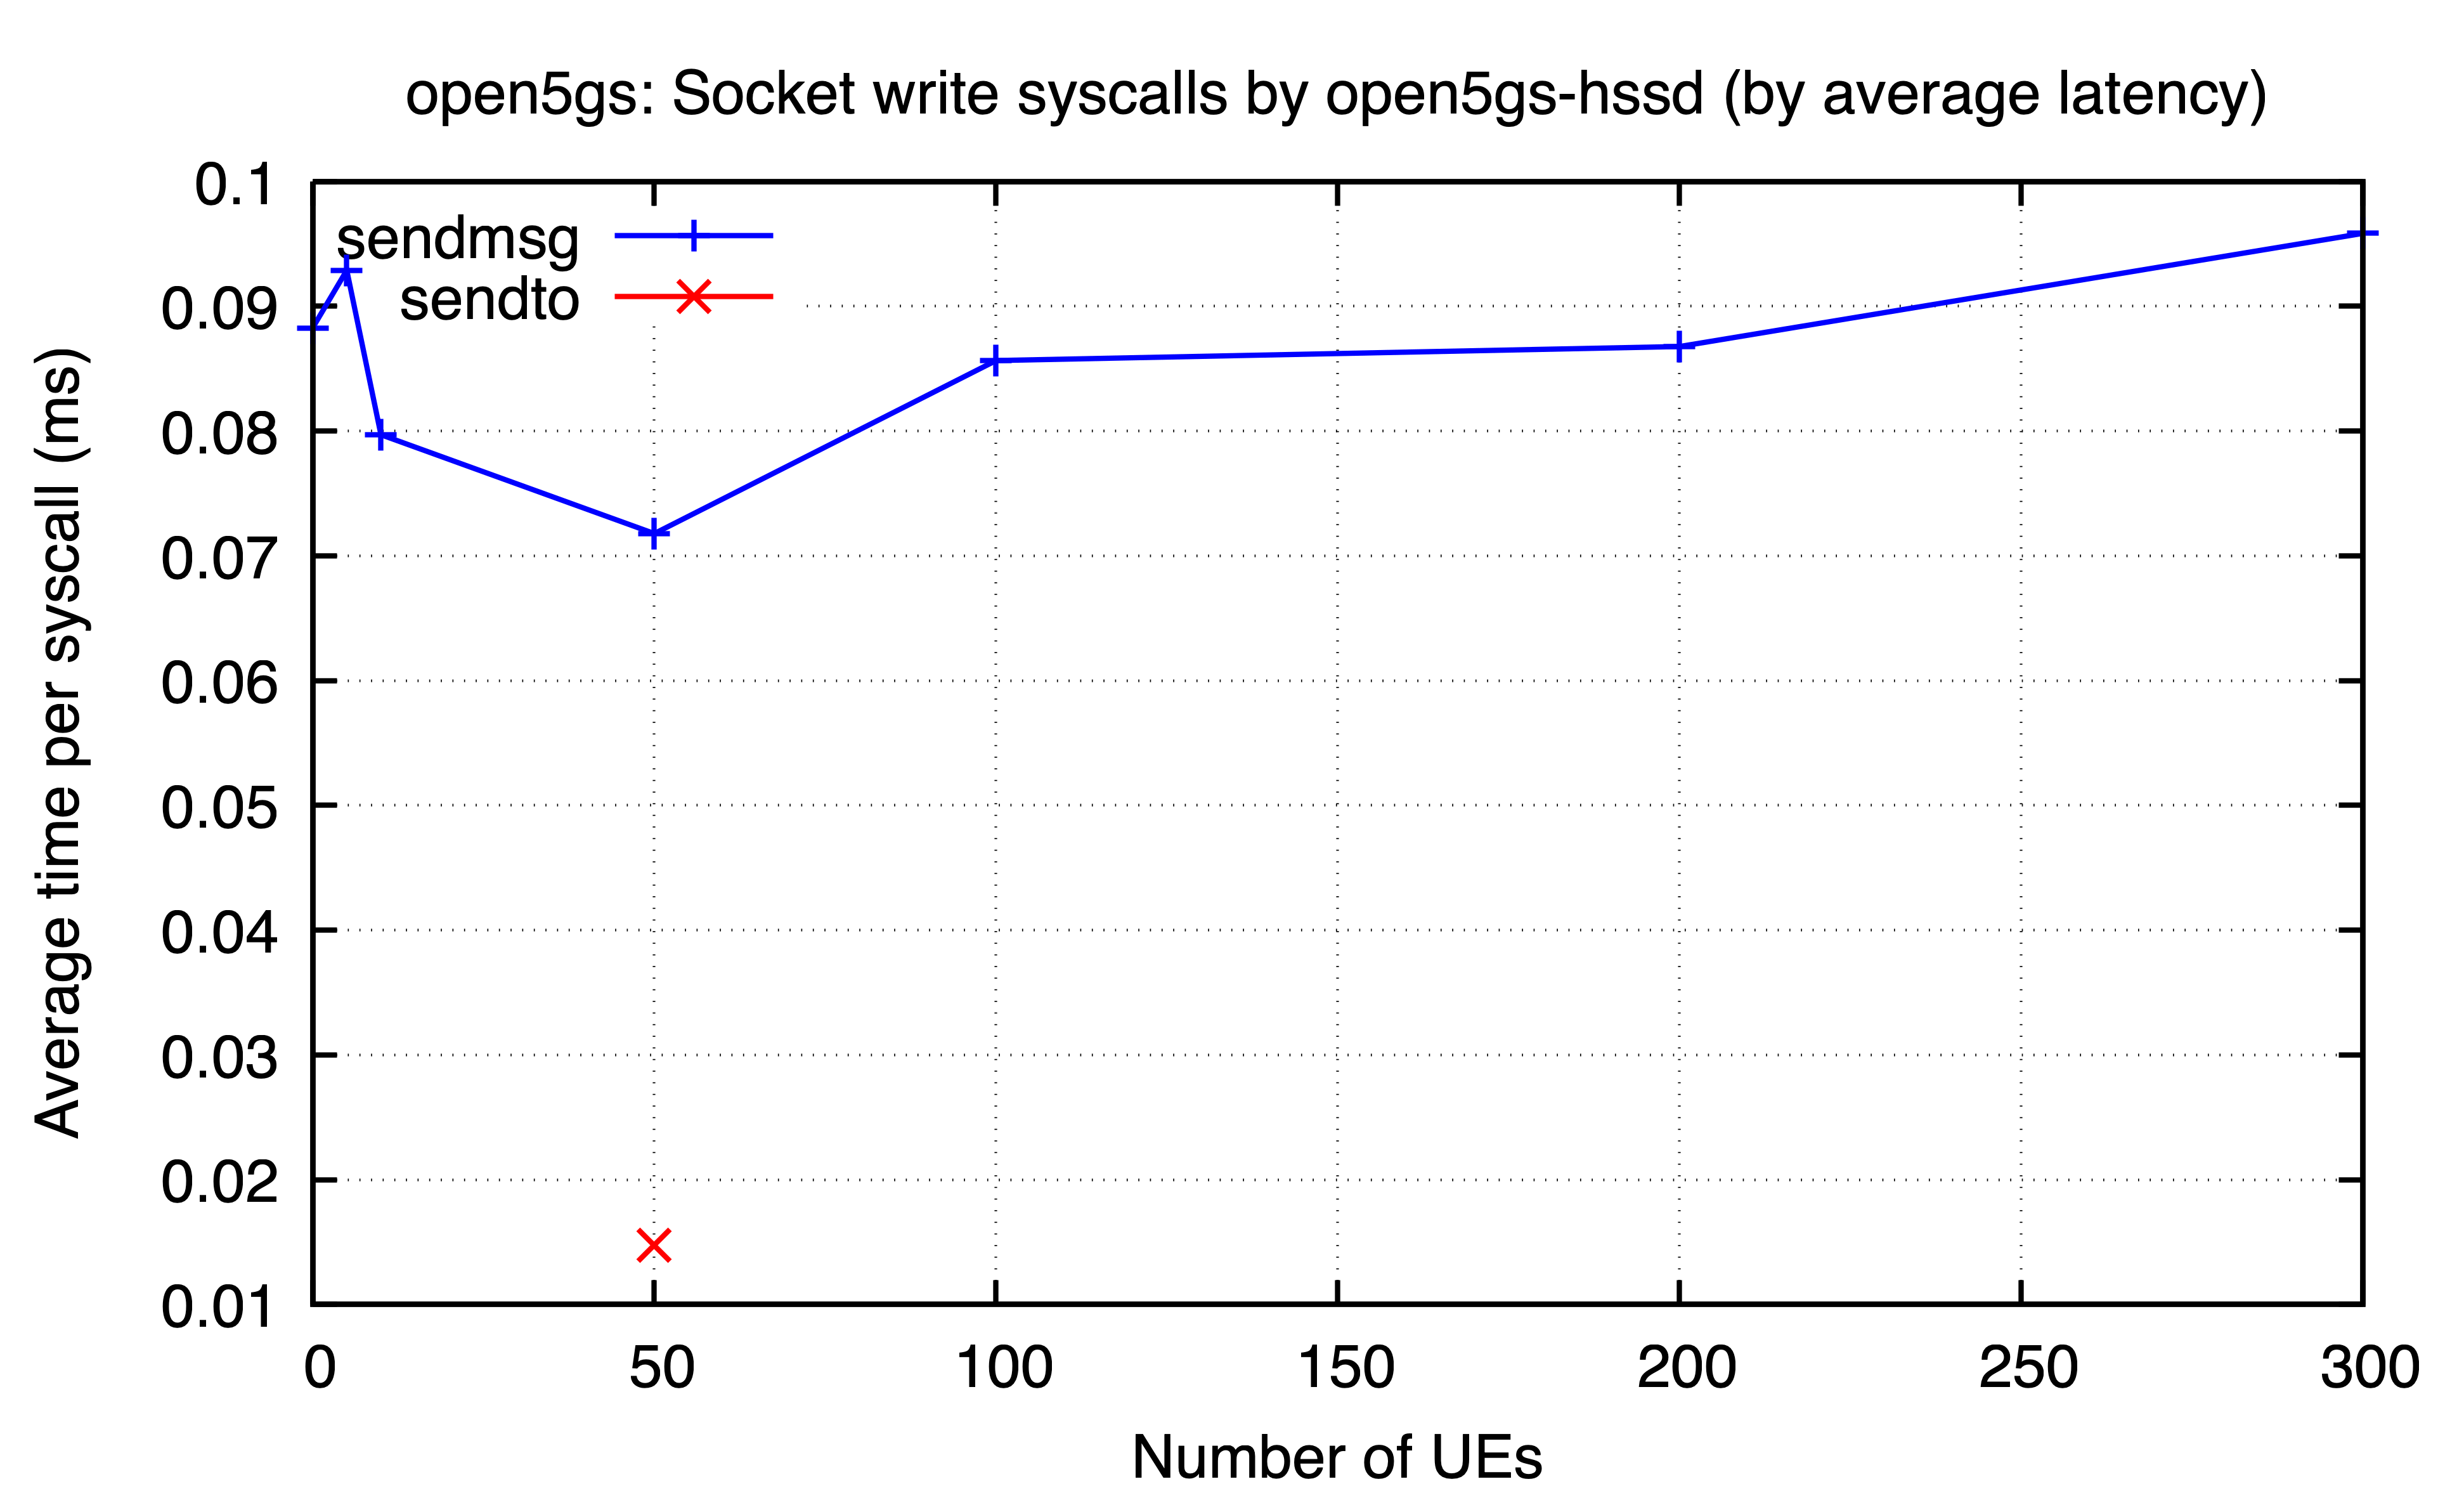 open5gs: Socket write syscalls by open5gs-hssd (by average latency)
sendmsg
sendto
Average time per syscall (ms)
0.1
0.09
0.08
0.07
0.06
0.05
0.04
0.03
0.02
0.01
0 50 100 150 200 250 300
Number of UEs